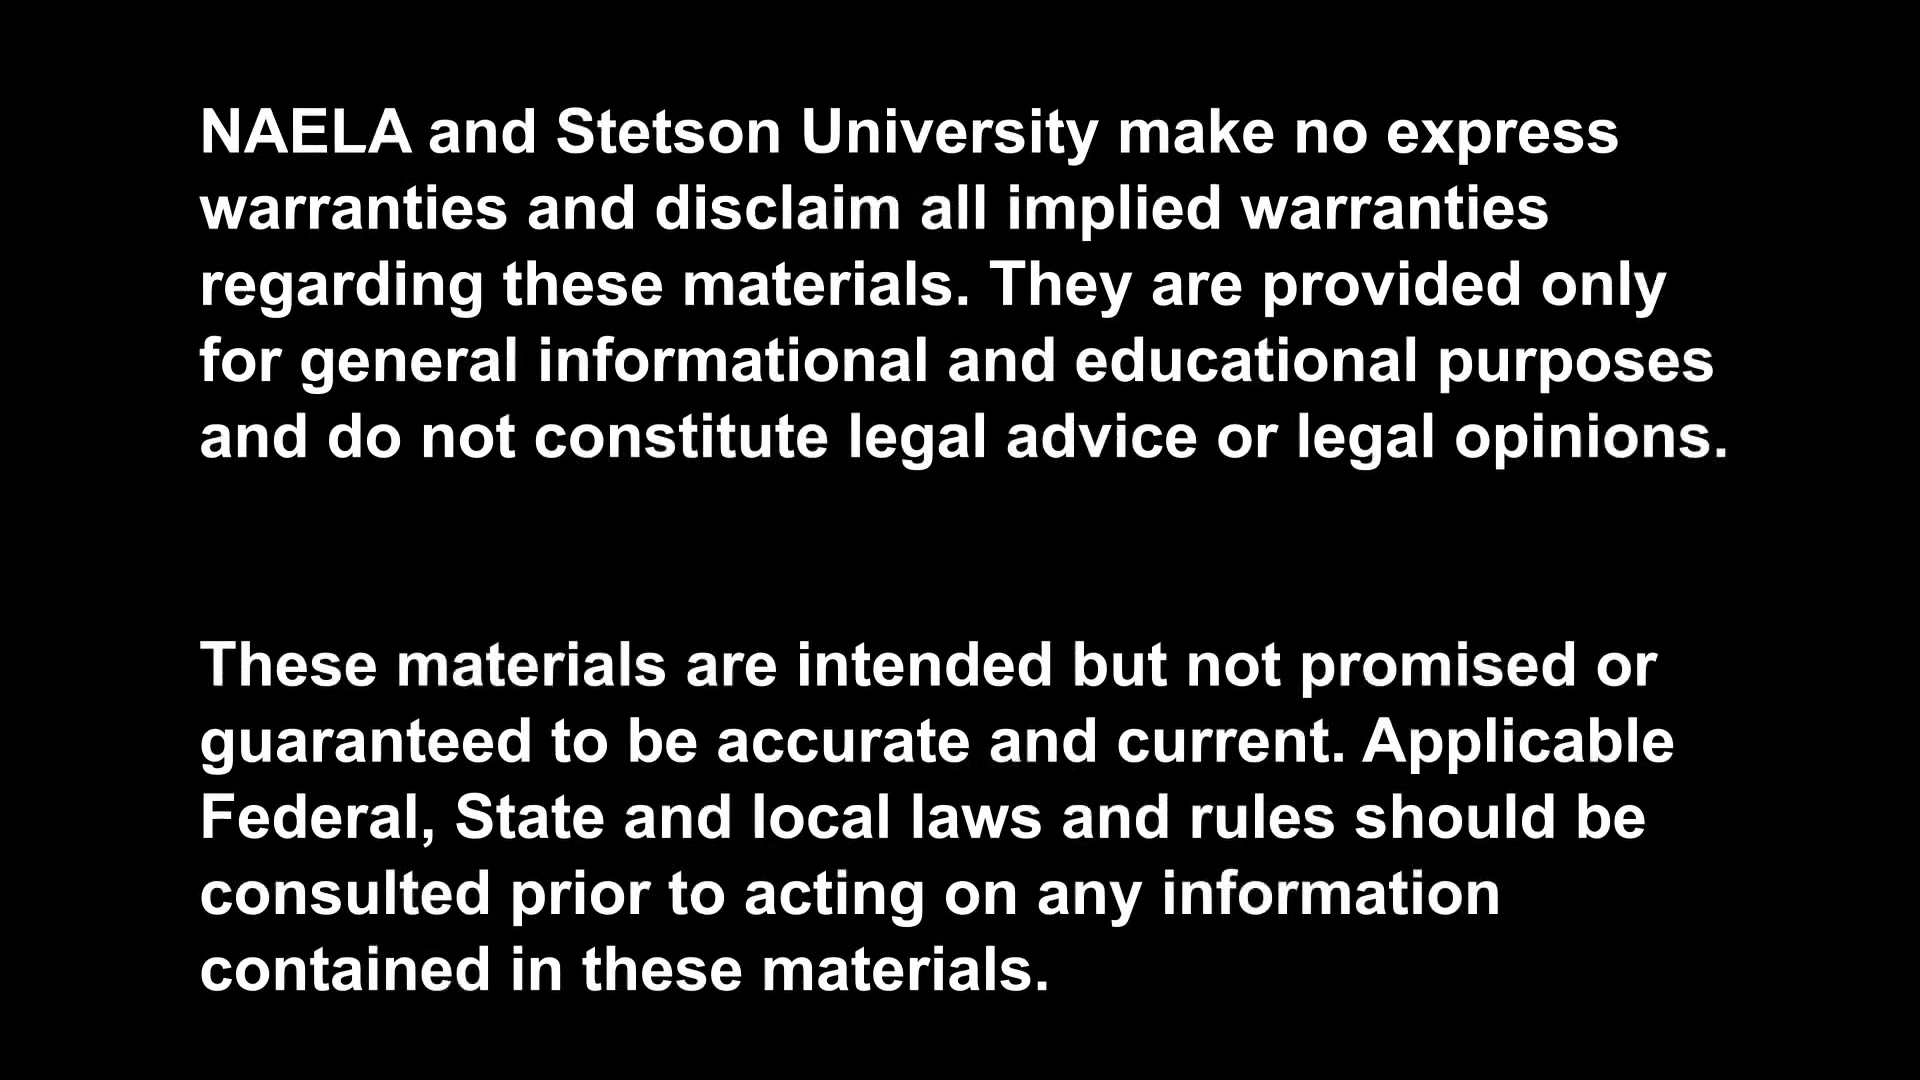 NAELA and Stetson University make no express
warranties and disclaim all implied warranties
regarding these materials. They are provided only
for general informational and educational purposes
and do not constitute legal advice or legal opinions.
These materials are intended but not promised or
guaranteed to be accurate and current. Applicable
Federal, State and local laws and rules should be
consulted prior to acting on any information
contained in these materials.